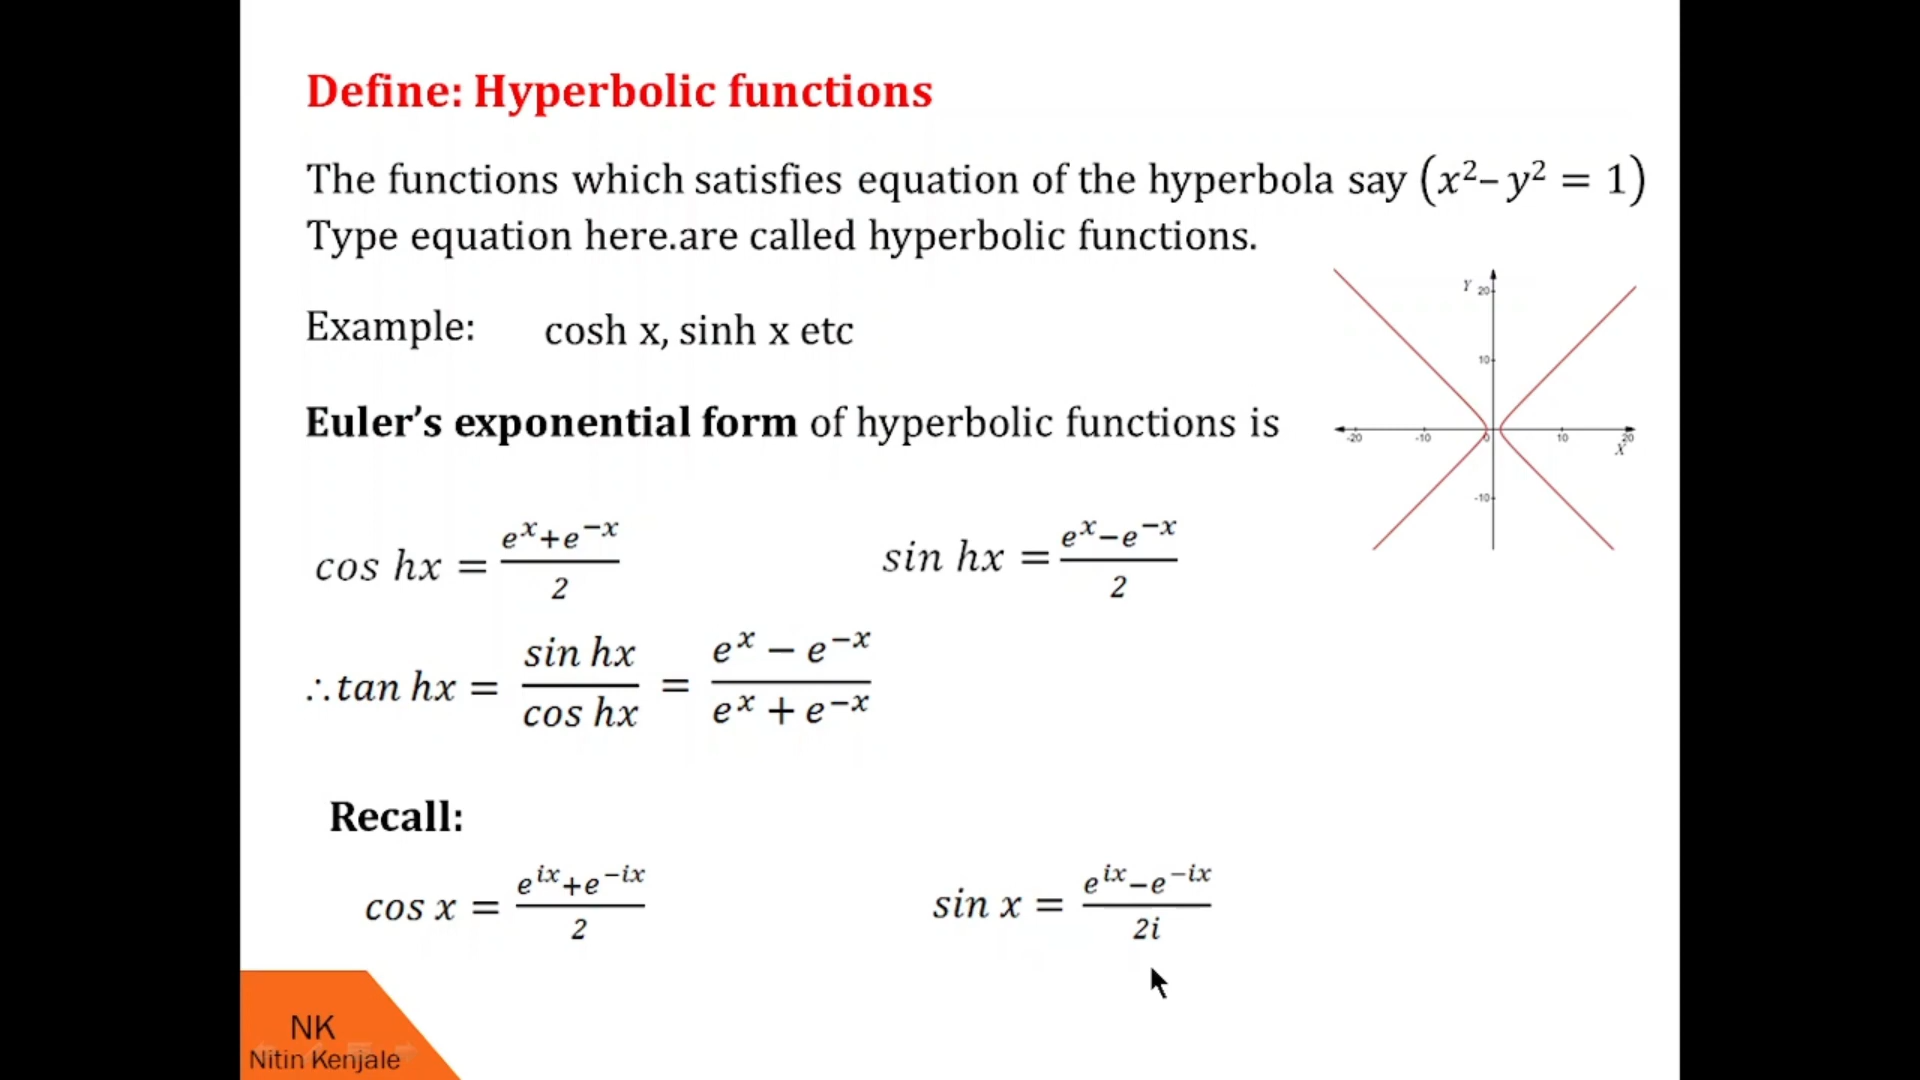 Define: Hyperbolic functions
The functions which satisfies equation of the hyperbola say (x²– y² = 1)
Type equation here.are called hyperbolic functions.
Example: cosh x, sinh x etc
Euler's exponential form of hyperbolic functions is
Y 20
10
-20 -10 0 10 20
X
-10
cos hx = (e^x+e^−x)/2
sin hx = (e^x−e^−x)/2
∴tan hx = sin hx/cos hx = (e^x − e^−x)/(e^x + e^−x)
Recall:
cos x = (e^ix+e^−ix)/2
sin x = (e^ix−e^−ix)/2i
NK
Nitin Kenjale